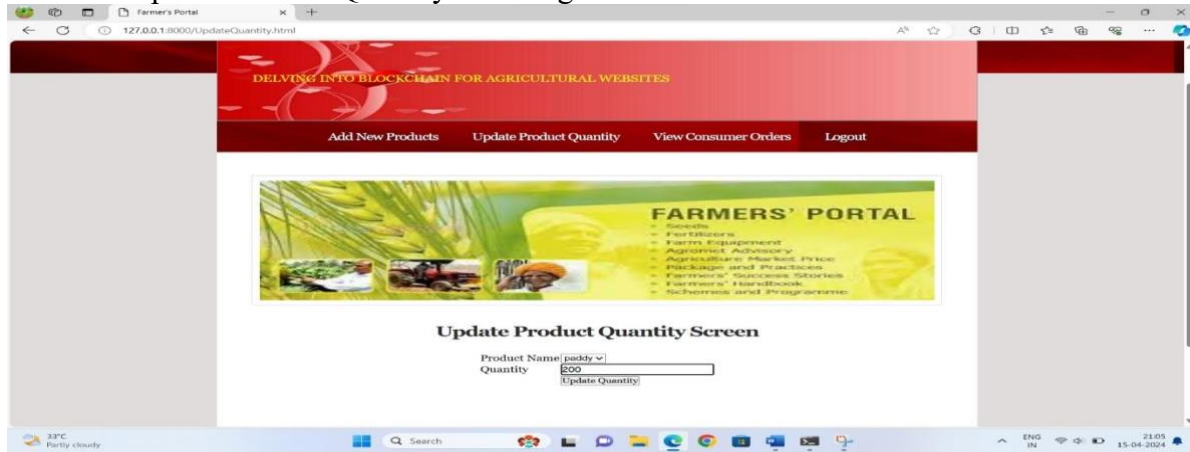 Farmer's Portal
127.0.0.1:8000/UpdateQuantity.html
DELVING INTO BLOCKCHAIN FOR AGRICULTURAL WEBSITES
Add New Products Update Product Quantity View Consumer Orders Logout
FARMERS' PORTAL
Seeds
Fertilizers
Farm Equipment
Agromet Advisory
Agriculture Market Price
Package and Practices
Farmers' Success Stories
Farmers' Handbook
Schemes and Programme
Update Product Quantity Screen
Product Name paddy
Quantity 200
Update Quantity
33°C
Partly cloudy
Search
ENG
IN
21:05
15-04-2024